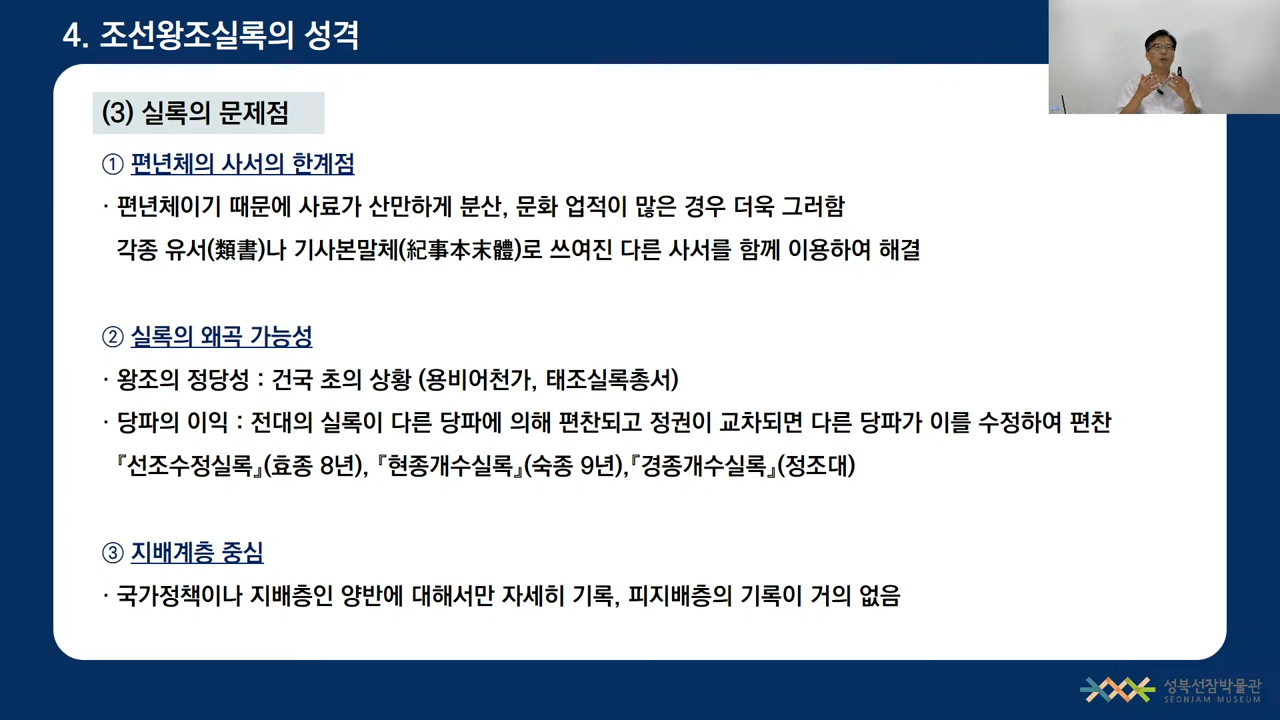 4. 조선왕조실록의 성격
(3) 실록의 문제점
① 편년체의 사서의 한계점
· 편년체이기 때문에 사료가 산만하게 분산, 문화 업적이 많은 경우 더욱 그러함
각종 유서(類書)나 기사본말체(紀事本末體)로 쓰여진 다른 사서를 함께 이용하여 해결
② 실록의 왜곡 가능성
· 왕조의 정당성 : 건국 초의 상황 (용비어천가, 태조실록총서)
· 당파의 이익 : 전대의 실록이 다른 당파에 의해 편찬되고 정권이 교차되면 다른 당파가 이를 수정하여 편찬
『선조수정실록』(효종 8년), 『현종개수실록』(숙종 9년),『경종개수실록』(정조대)
③ 지배계층 중심
· 국가정책이나 지배층인 양반에 대해서만 자세히 기록, 피지배층의 기록이 거의 없음
성북선잠박물관
SEONJAM MUSEUM